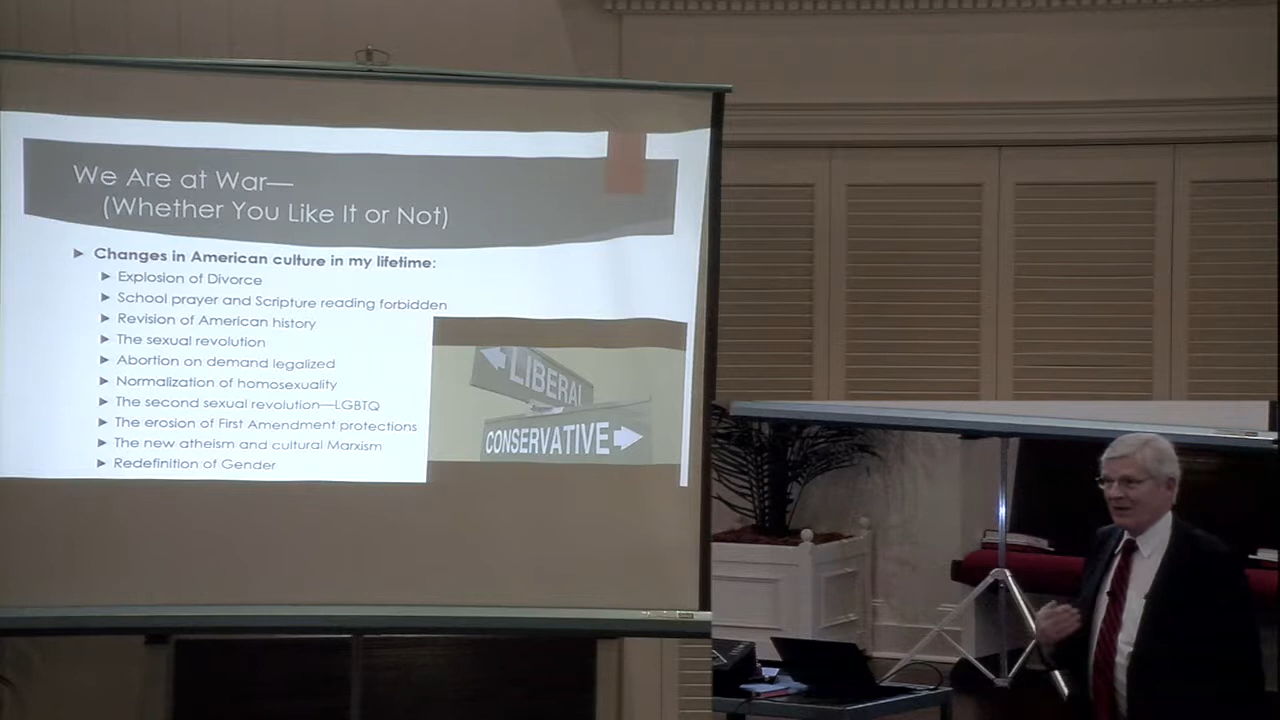 We Are at War—
(Whether You Like It or Not)
Changes in American culture in my lifetime:
Explosion of Divorce
School prayer and Scripture reading forbidden
Revision of American history
The sexual revolution
Abortion on demand legalized
Normalization of homosexuality
The second sexual revolution—LGBTQ
The erosion of First Amendment protections
The new atheism and cultural Marxism
Redefinition of Gender
LIBERAL
CONSERVATIVE